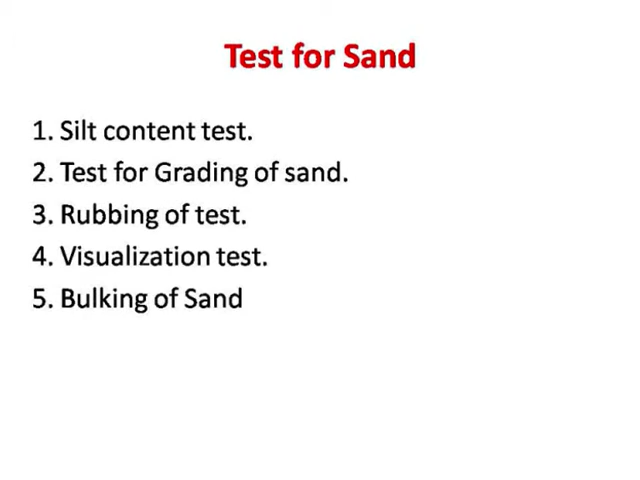 Test for Sand
1. Silt content test.
2. Test for Grading of sand.
3. Rubbing of test.
4. Visualization test.
5. Bulking of Sand